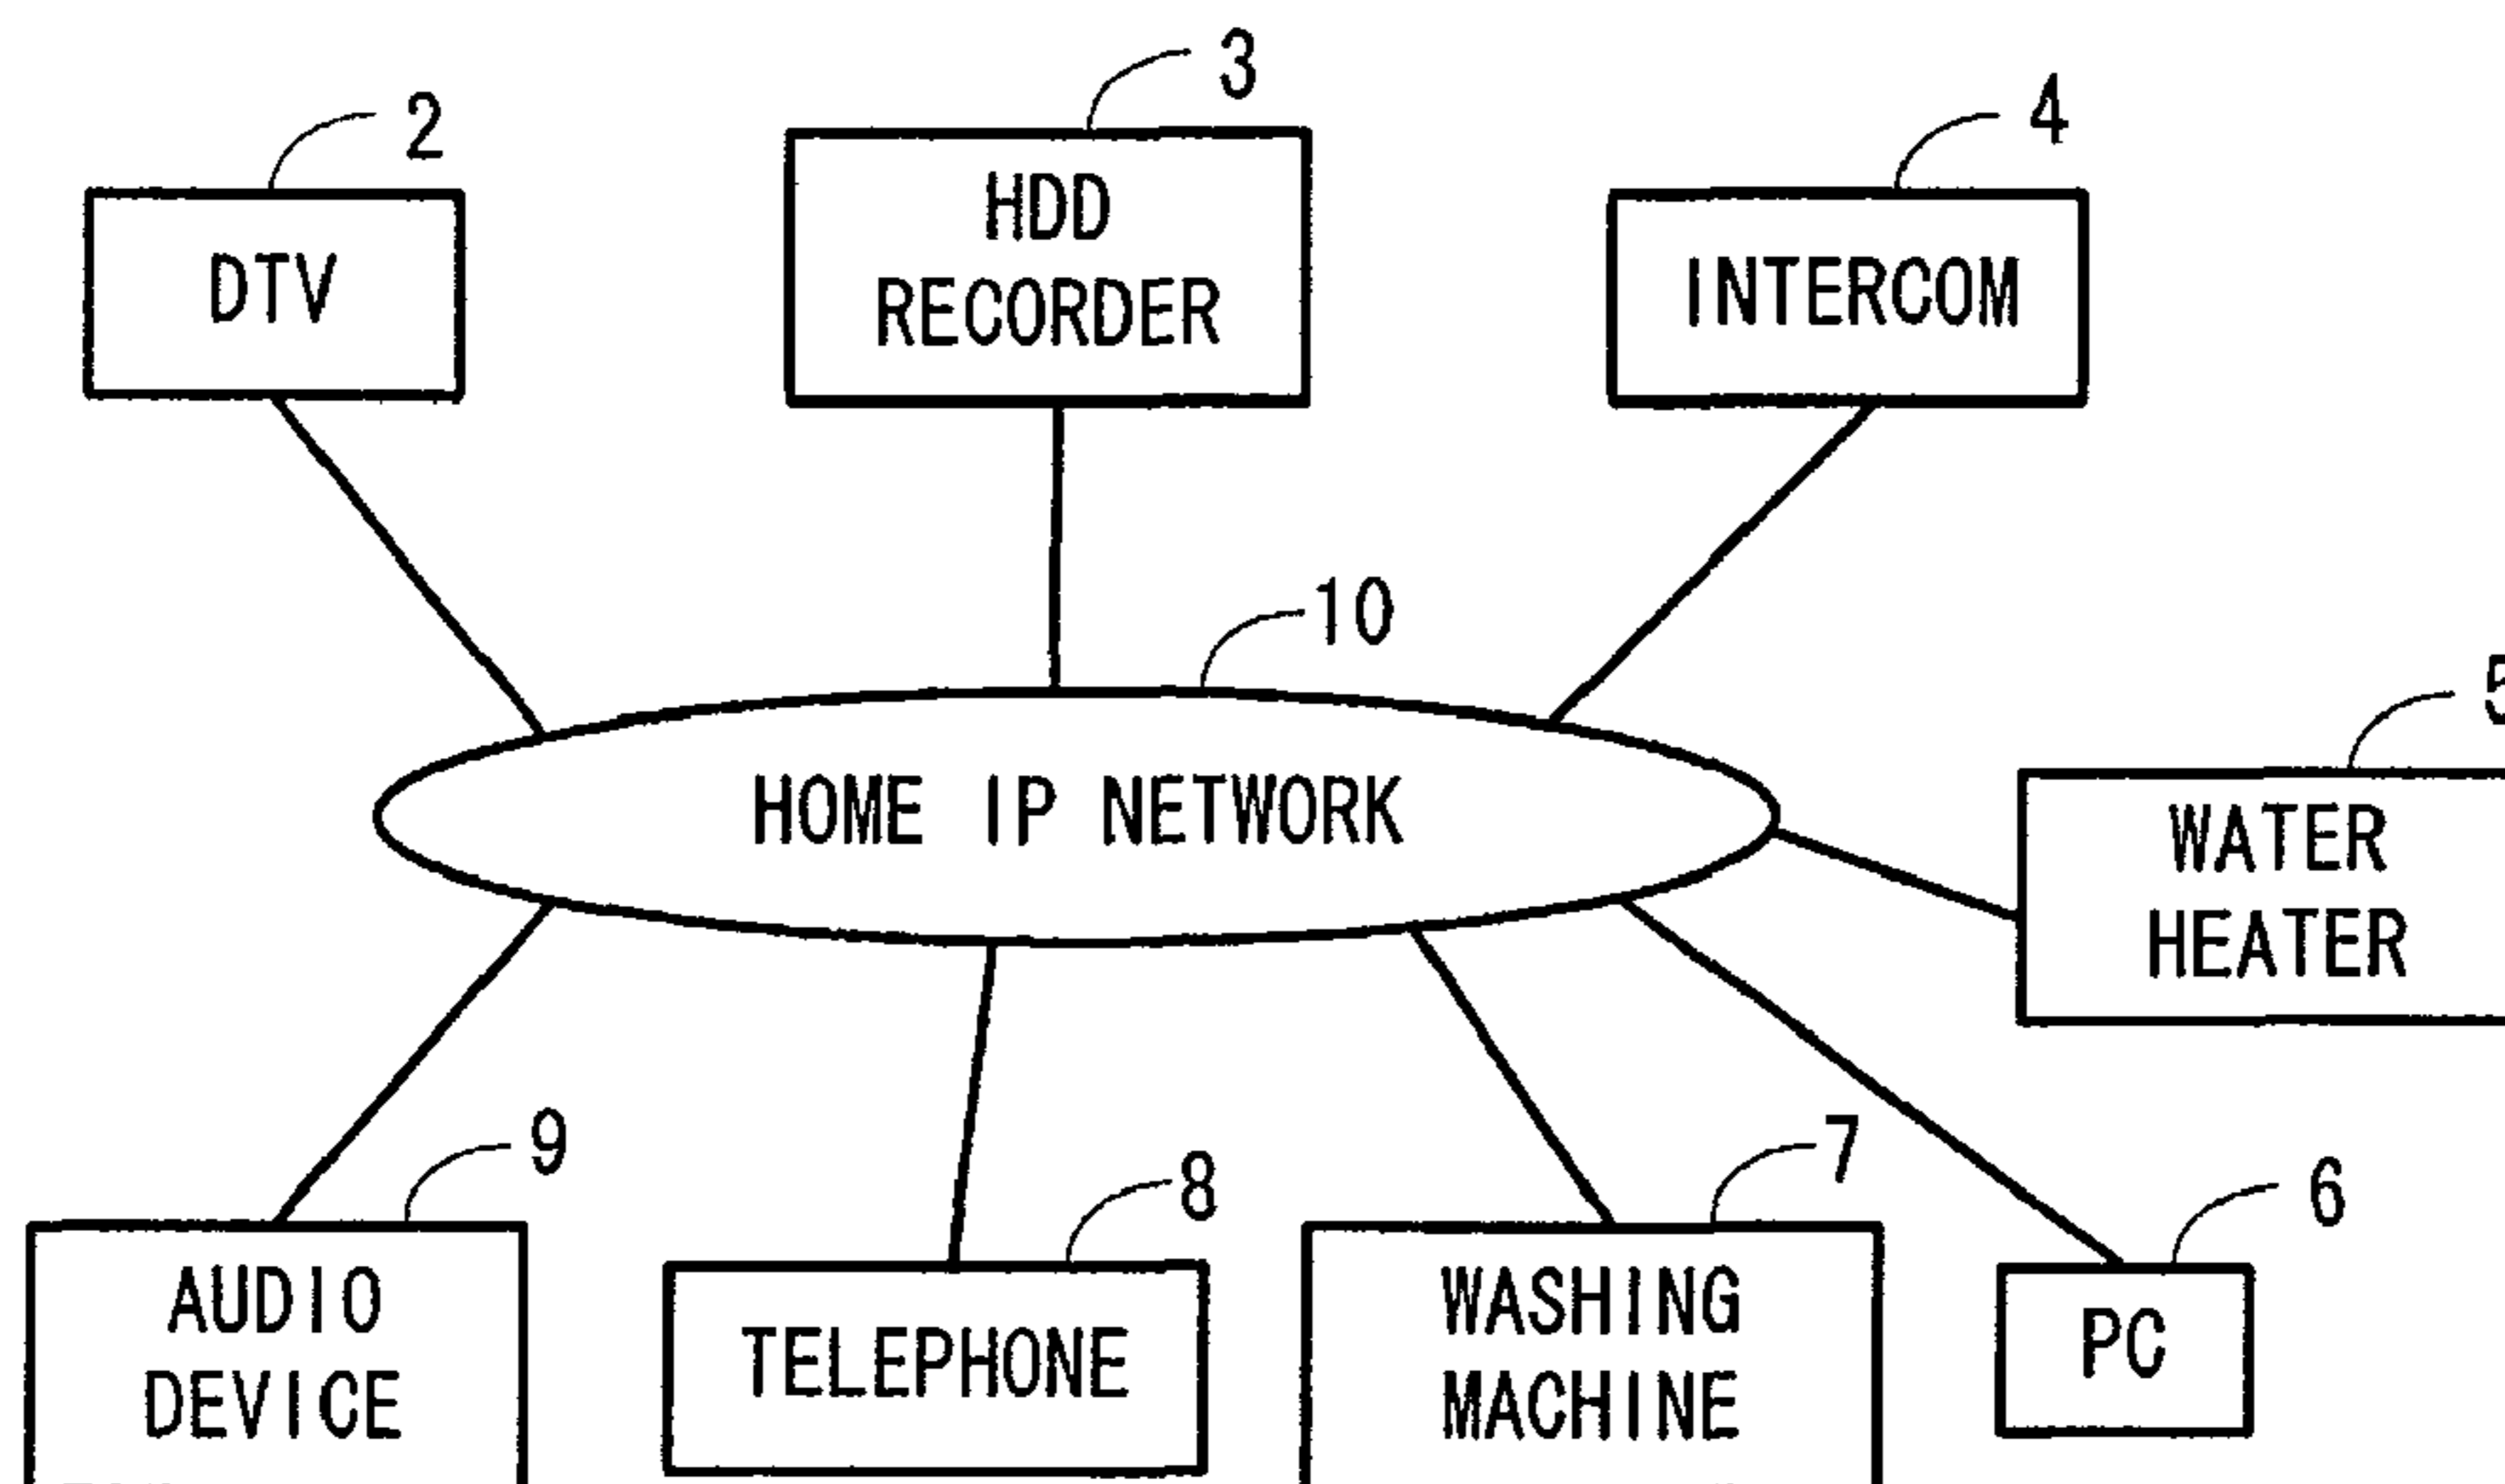 2
3
4
DTV
HDD
RECORDER
INTERCOM
10
5
HOME IP NETWORK
WATER
HEATER
9
8
7
6
AUDIO
DEVICE
TELEPHONE
WASHING
MACHINE
PC